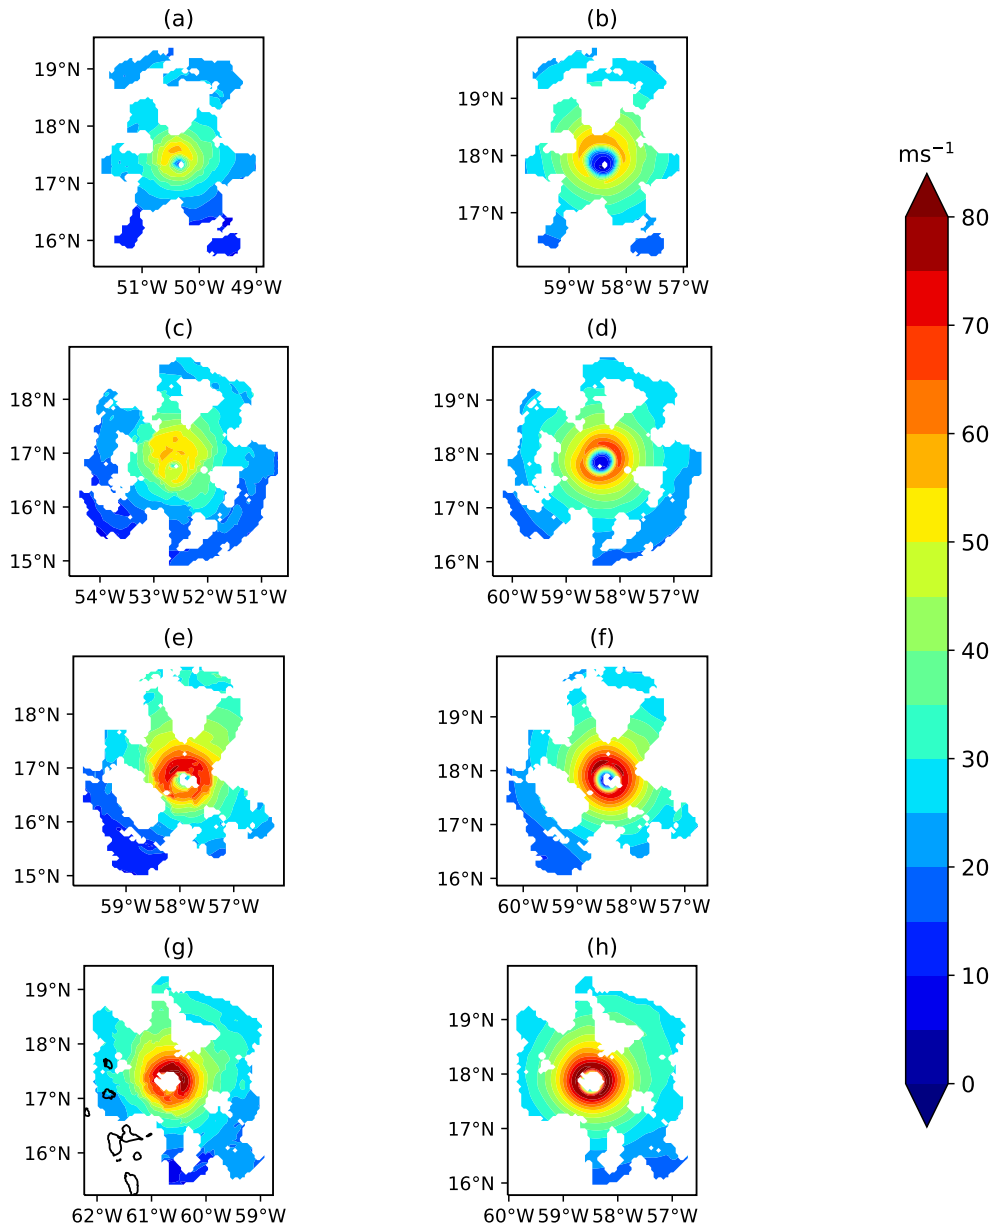 (a) (b)
19°N
18°N
17°N
16°N
51°W 50°W 49°W
19°N
18°N
17°N
59°W 58°W 57°W
(c) (d)
18°N
17°N
16°N
15°N
54°W 53°W 52°W 51°W
19°N
18°N
17°N
16°N
60°W 59°W 58°W 57°W
(e) (f)
18°N
17°N
16°N
15°N
59°W 58°W 57°W
19°N
18°N
17°N
16°N
60°W 59°W 58°W 57°W
(g) (h)
19°N
18°N
17°N
16°N
62°W 61°W 60°W 59°W
19°N
18°N
17°N
16°N
60°W 59°W 58°W 57°W
ms⁻¹
80
70
60
50
40
30
20
10
0